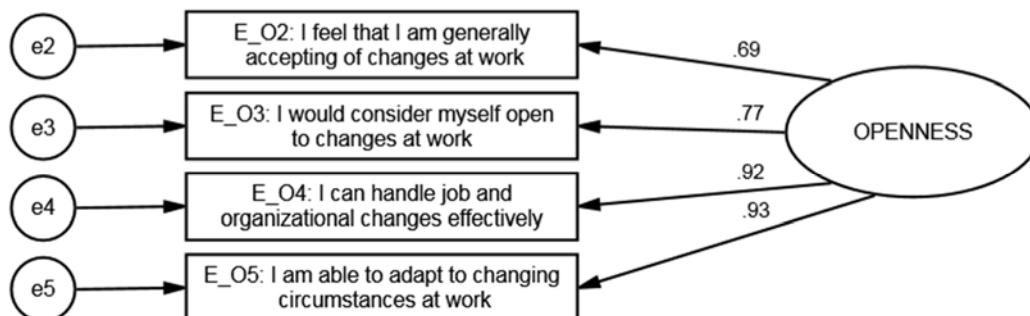 e2
E_O2: I feel that I am generally
accepting of changes at work
.69
e3
E_O3: I would consider myself open
to changes at work
.77
OPENNESS
e4
E_O4: I can handle job and
organizational changes effectively
.92
.93
e5
E_O5: I am able to adapt to changing
circumstances at work